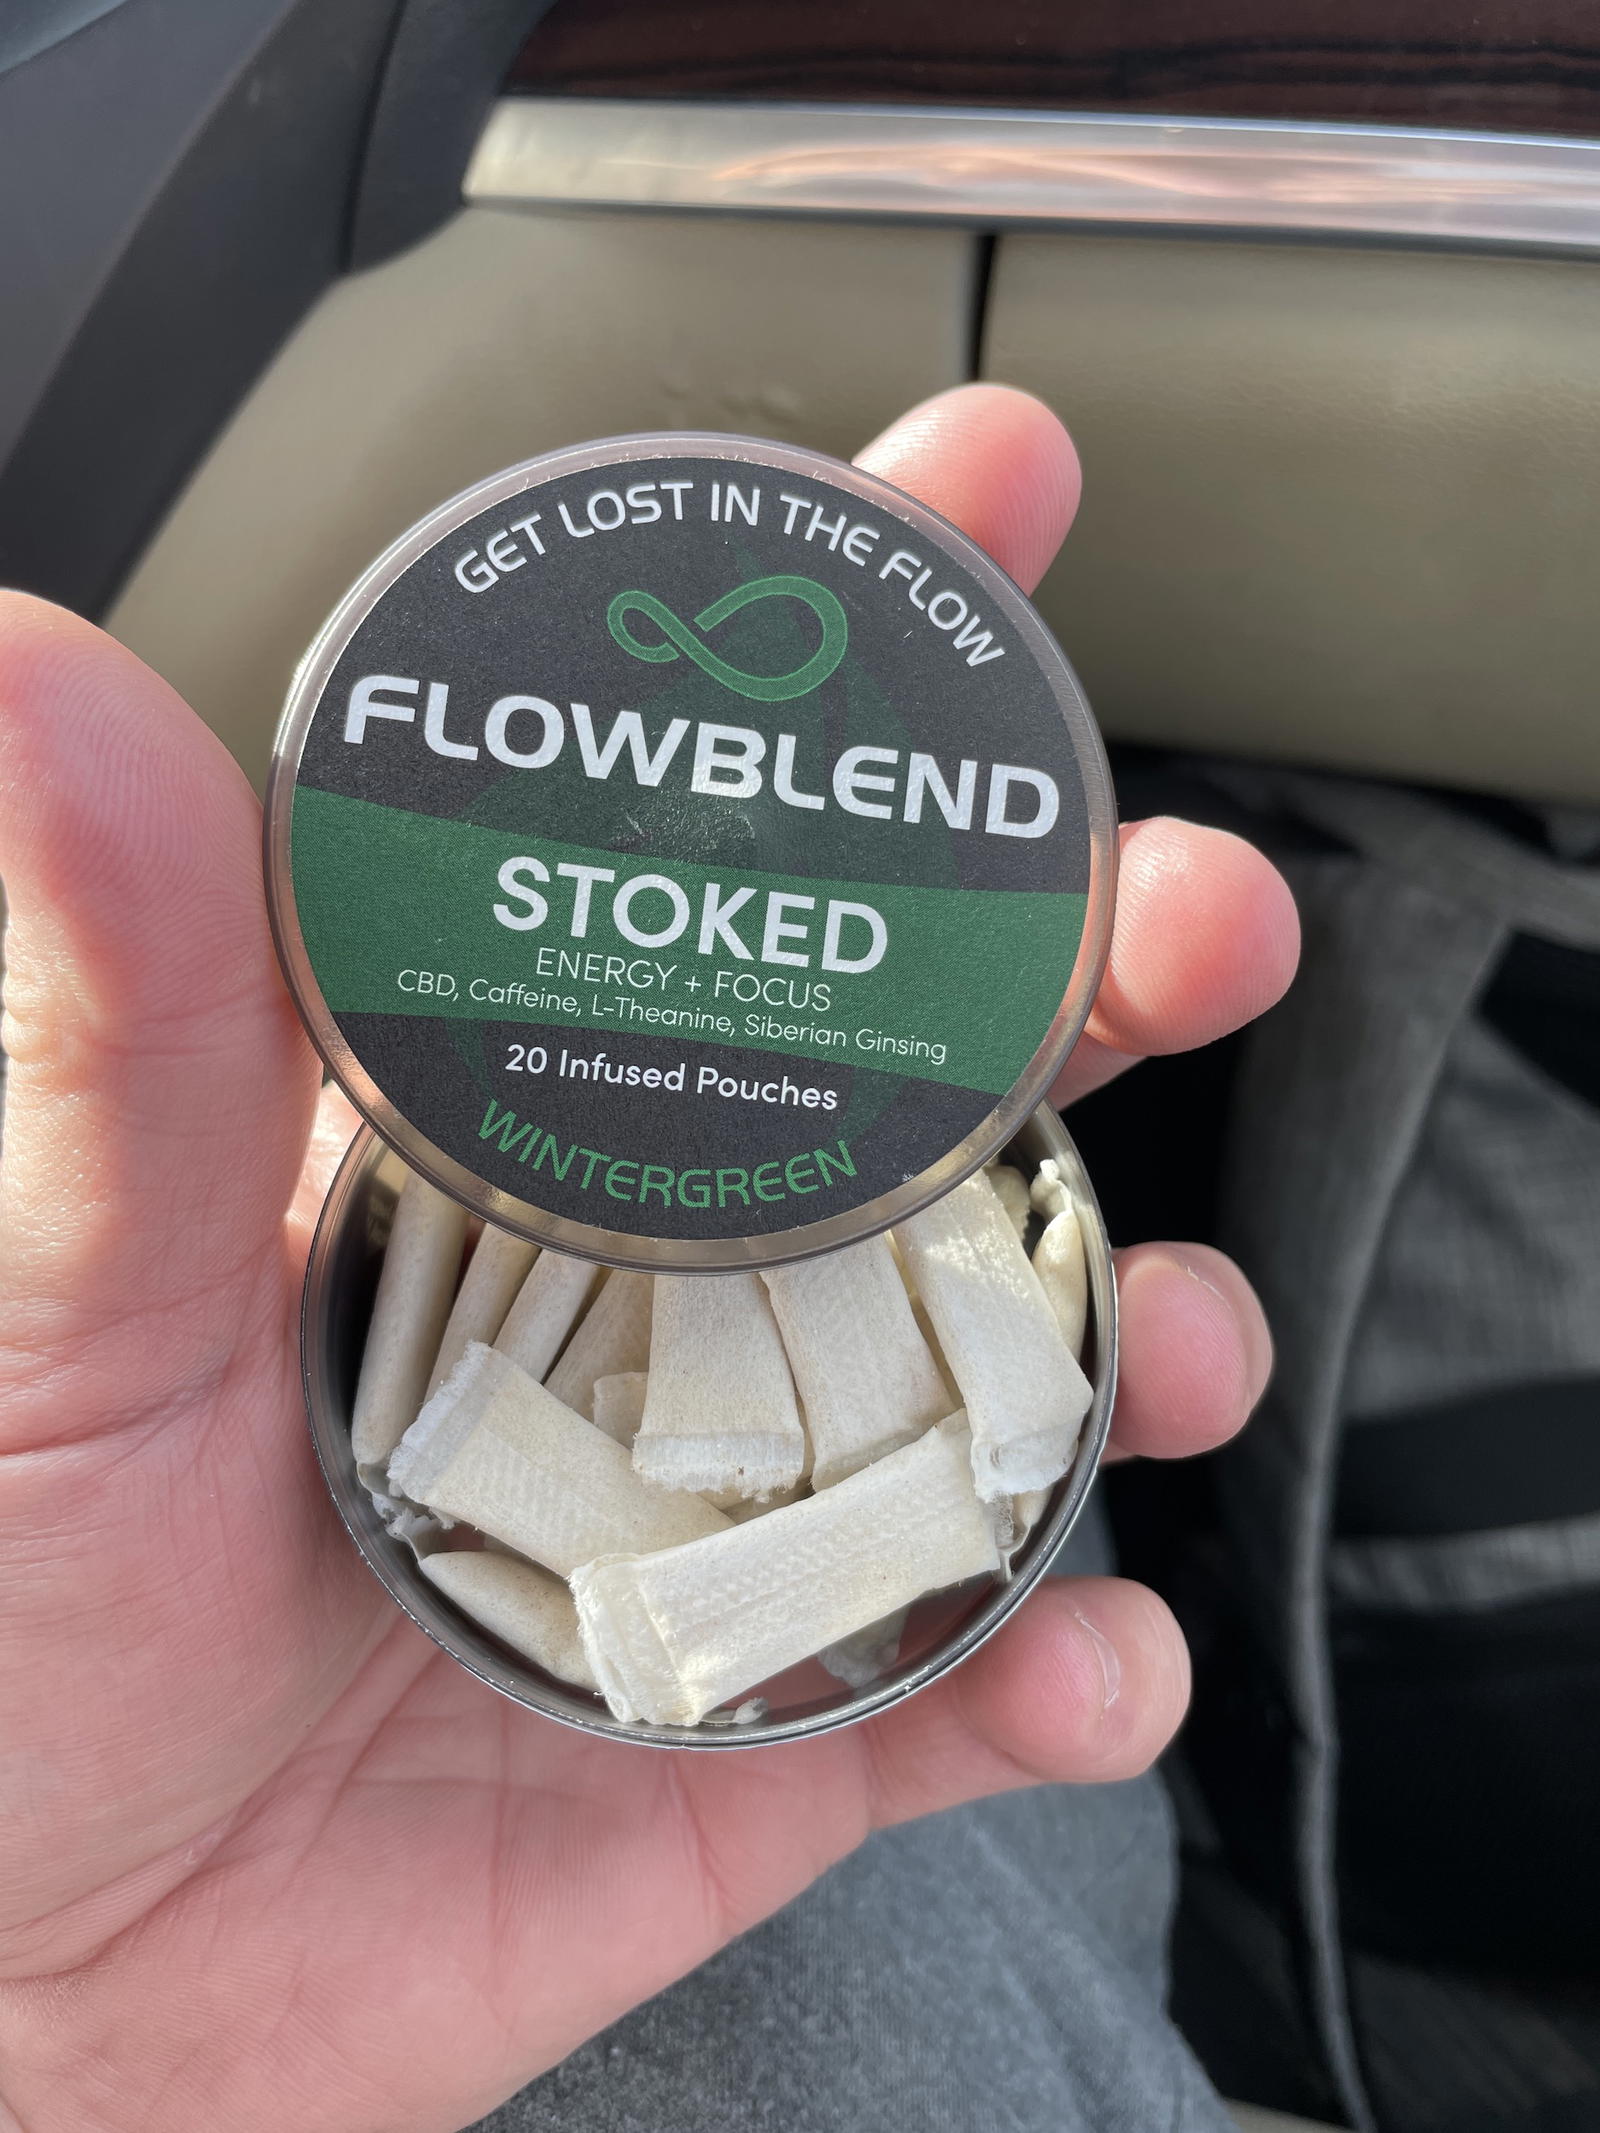 GET LOST IN THE FLOW
FLOWBLEND
STOKED
ENERGY + FOCUS
CBD, Caffeine, L-Theanine, Siberian Ginsing
20 Infused Pouches
WINTERGREEN